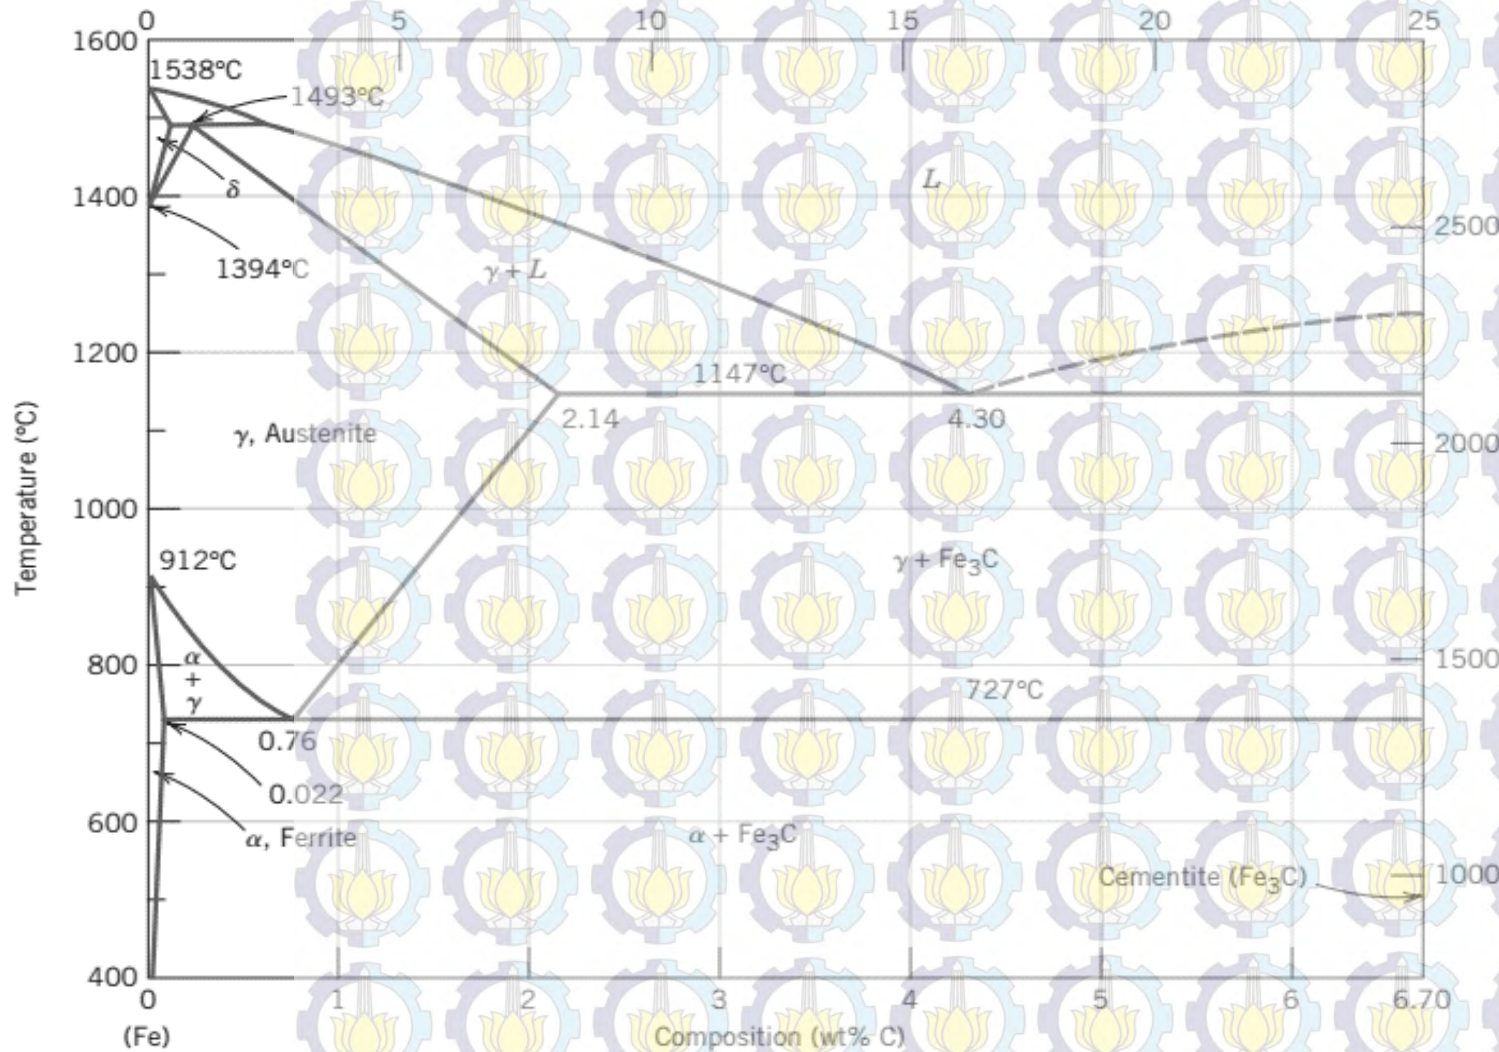 0 5 10 15 20 25
1600
1538°C
1493°C
L
δ
1400
2500
1394°C
γ + L
1200
1147°C
2.14
4.30
γ, Austenite
2000
Temperature (°C)
1000
912°C
γ + Fe₃C
α
+
γ
800
1500
727°C
0.76
0.022
600
α, Ferrite
α + Fe₃C
Cementite (Fe₃C)
1000
400
0 1 2 3 4 5 6 6.70
(Fe)
Composition (wt% C)